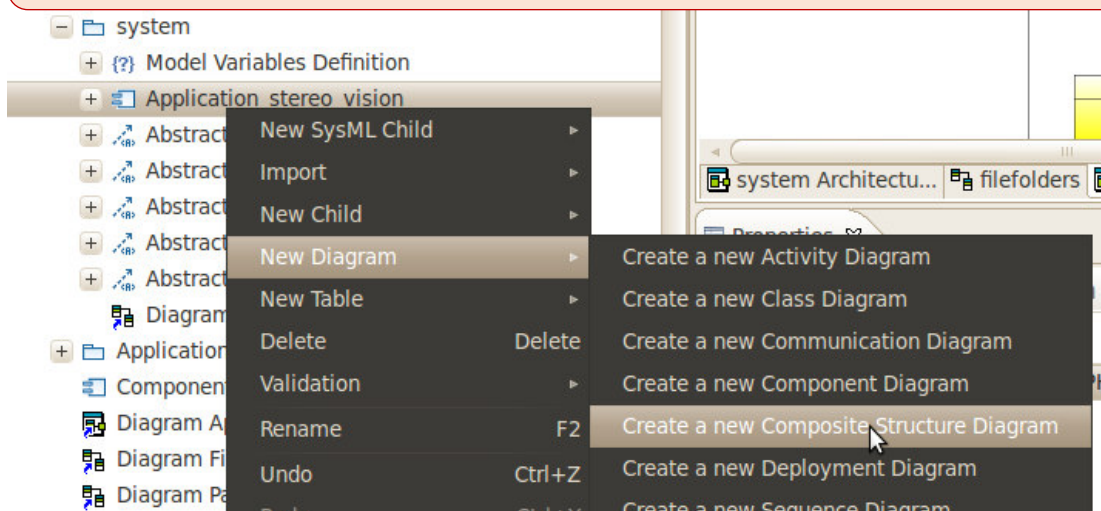 system
{?} Model Variables Definition
Application_stereo_vision
Abstract
Abstract
Abstract
Abstract
Abstract
Diagram
Application
Component
Diagram
Diagram
Diagram
New SysML Child
Import
New Child
New Diagram
New Table
Delete Delete
Validation
Rename F2
Undo Ctrl+Z
system Architectu... filefolders
Properties
Create a new Activity Diagram
Create a new Class Diagram
Create a new Communication Diagram
Create a new Component Diagram
Create a new Composite Structure Diagram
Create a new Deployment Diagram
Create a new Sequence Diagram